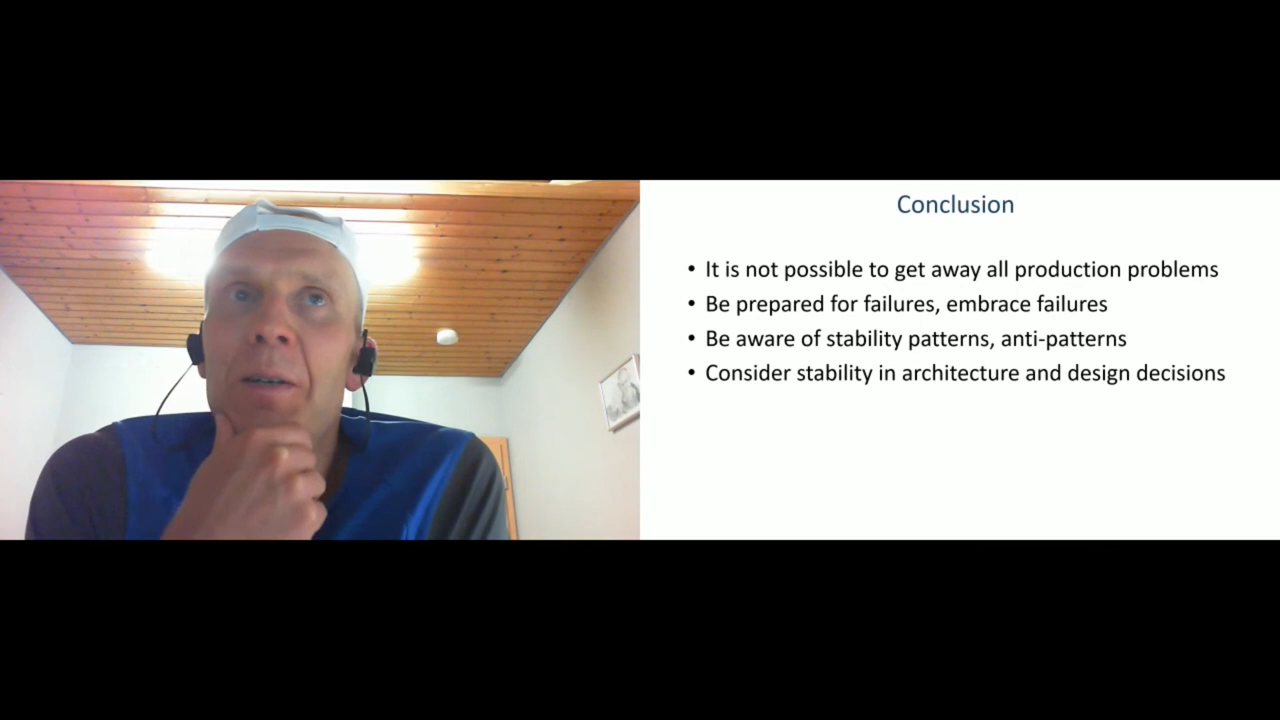 Conclusion
• It is not possible to get away all production problems
• Be prepared for failures, embrace failures
• Be aware of stability patterns, anti-patterns
• Consider stability in architecture and design decisions